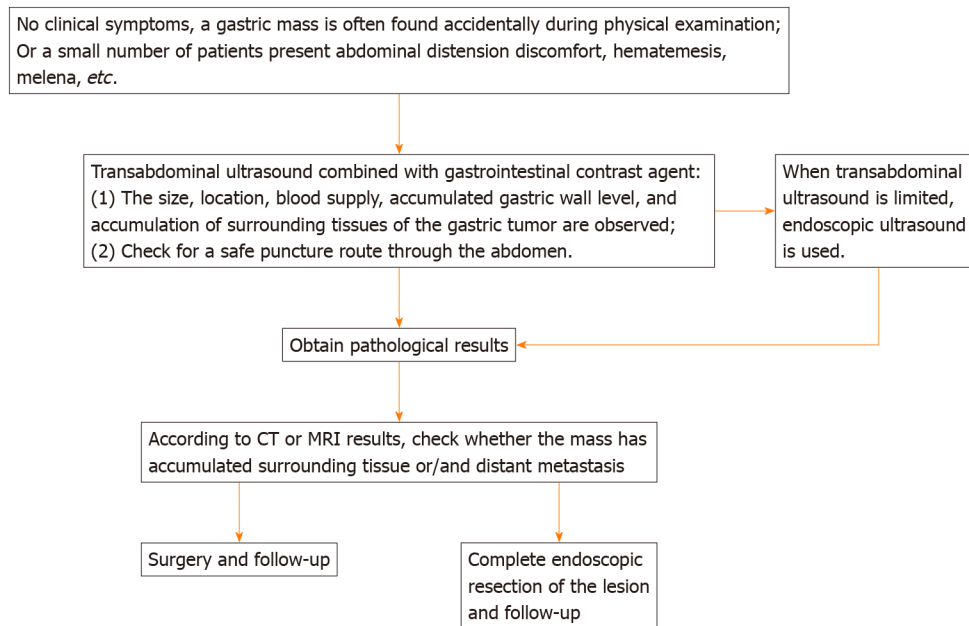 No clinical symptoms, a gastric mass is often found accidentally during physical examination;
Or a small number of patients present abdominal distension discomfort, hematemesis,
melena, etc.
Transabdominal ultrasound combined with gastrointestinal contrast agent:
(1) The size, location, blood supply, accumulated gastric wall level, and
accumulation of surrounding tissues of the gastric tumor are observed;
(2) Check for a safe puncture route through the abdomen.
When transabdominal
ultrasound is limited,
endoscopic ultrasound
is used.
Obtain pathological results
According to CT or MRI results, check whether the mass has
accumulated surrounding tissue or/and distant metastasis
Surgery and follow-up
Complete endoscopic
resection of the lesion
and follow-up